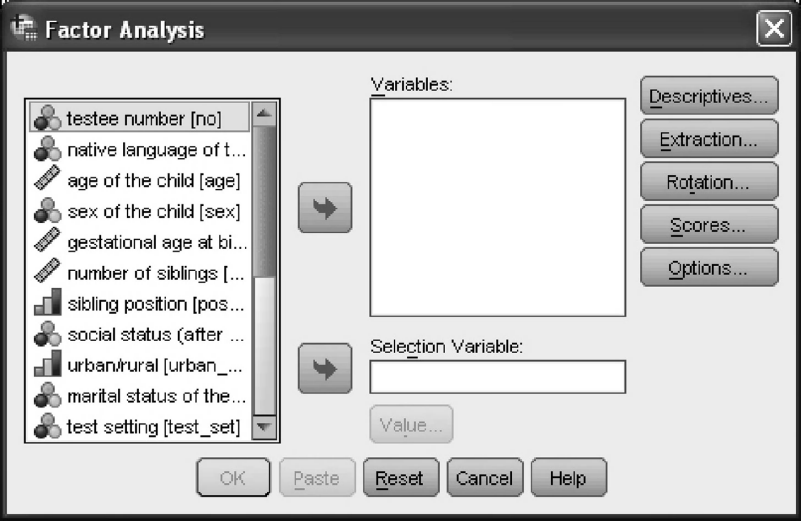 Factor Analysis
testee number [no]
native language of t...
age of the child [age]
sex of the child [sex]
gestational age at bi...
number of siblings [...
sibling position [pos...
social status (after ...
urban/rural [urban_...
marital status of the...
test setting [test_set]
Variables:
Selection Variable:
Value...
Descriptives...
Extraction...
Rotation...
Scores...
Options...
OK
Paste
Reset
Cancel
Help